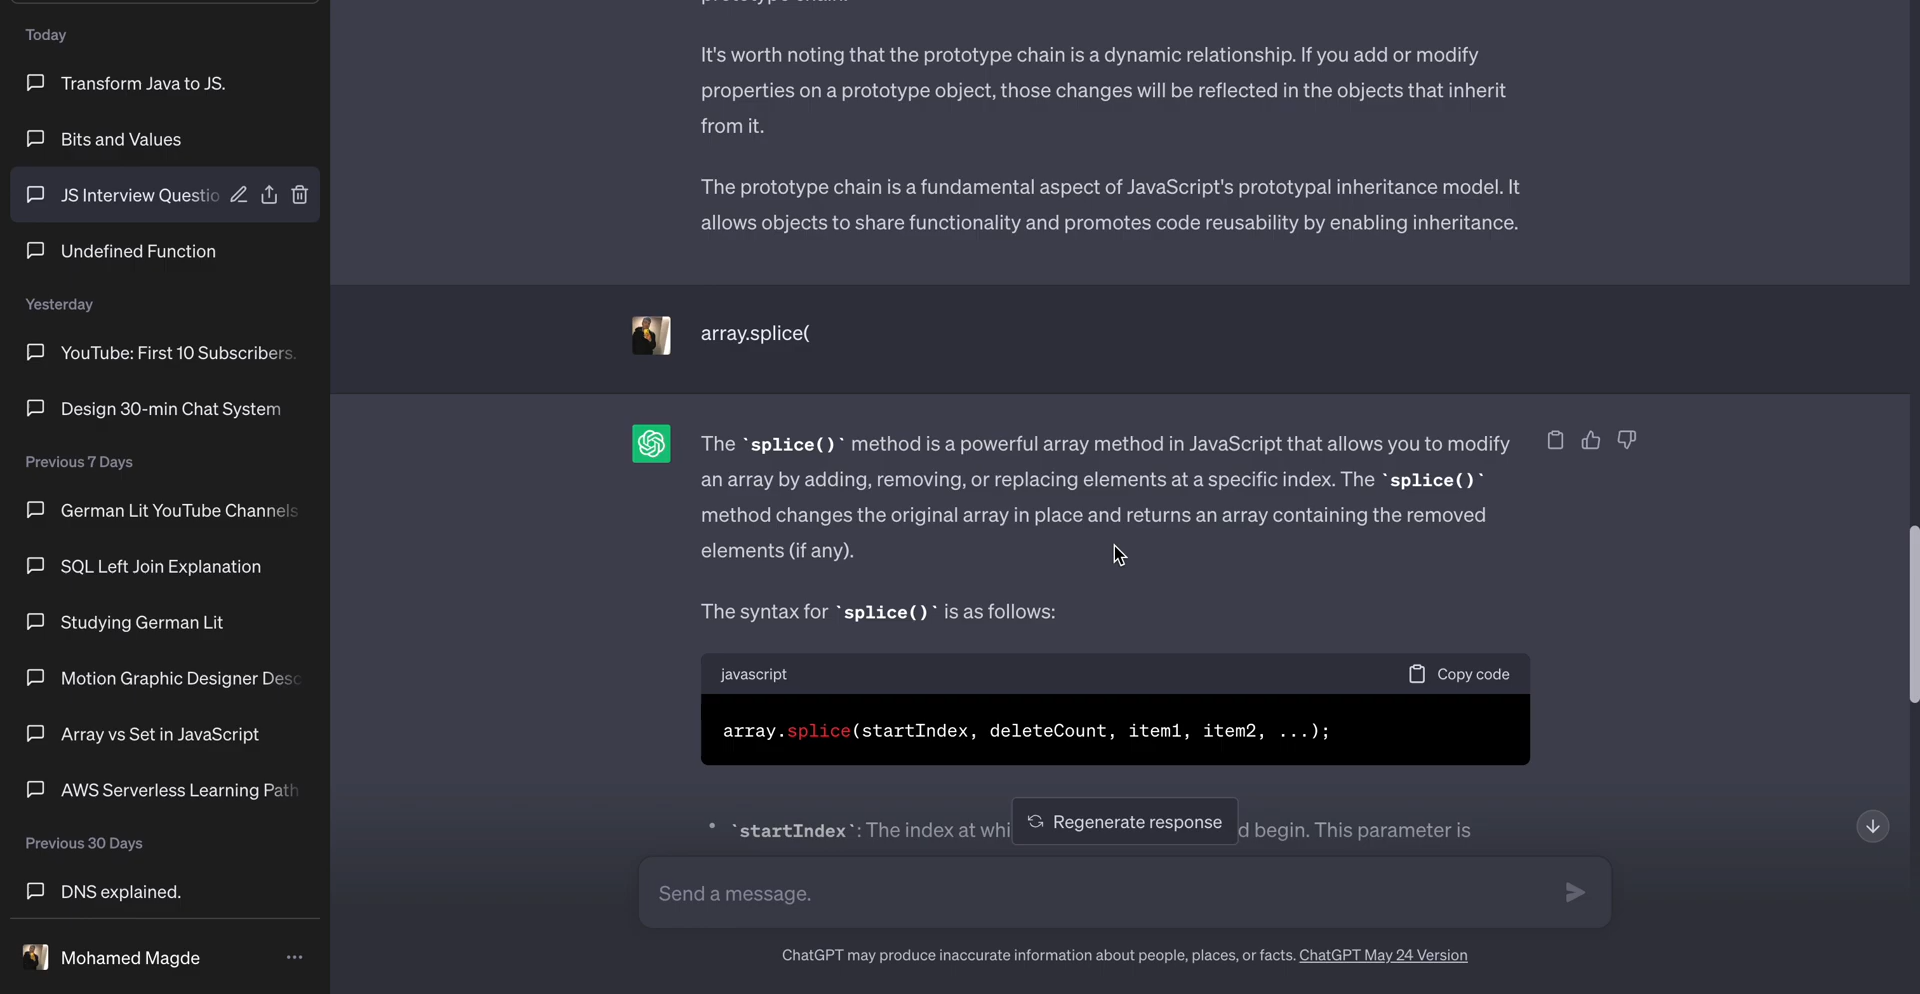 Today
Transform Java to JS.
Bits and Values
JS Interview Questio
Undefined Function
Yesterday
YouTube: First 10 Subscribers.
Design 30-min Chat System
Previous 7 Days
German Lit YouTube Channels
SQL Left Join Explanation
Studying German Lit
Motion Graphic Designer Desc
Array vs Set in JavaScript
AWS Serverless Learning Path
Previous 30 Days
DNS explained.
Mohamed Magde
prototype chain.
It's worth noting that the prototype chain is a dynamic relationship. If you add or modify
properties on a prototype object, those changes will be reflected in the objects that inherit
from it.
The prototype chain is a fundamental aspect of JavaScript's prototypal inheritance model. It
allows objects to share functionality and promotes code reusability by enabling inheritance.
array.splice(
The `splice()` method is a powerful array method in JavaScript that allows you to modify
an array by adding, removing, or replacing elements at a specific index. The `splice()`
method changes the original array in place and returns an array containing the removed
elements (if any).
The syntax for `splice()` is as follows:
javascript
Copy code
array.splice(startIndex, deleteCount, item1, item2, ...);
• `startIndex`: The index at whi
d begin. This parameter is
Regenerate response
Send a message.
ChatGPT may produce inaccurate information about people, places, or facts. ChatGPT May 24 Version